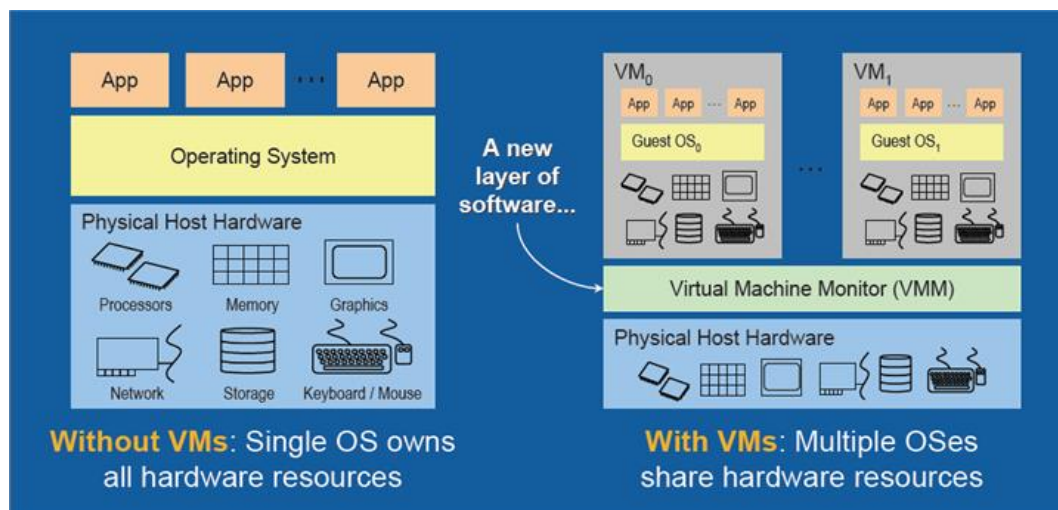 App App ... App
Operating System
Physical Host Hardware
Processors Memory Graphics
Network Storage Keyboard / Mouse
Without VMs: Single OS owns
all hardware resources
A new
layer of
software...
VM0
App App ... App
Guest OS0
...
VM1
App App ... App
Guest OS1
Virtual Machine Monitor (VMM)
Physical Host Hardware
With VMs: Multiple OSes
share hardware resources